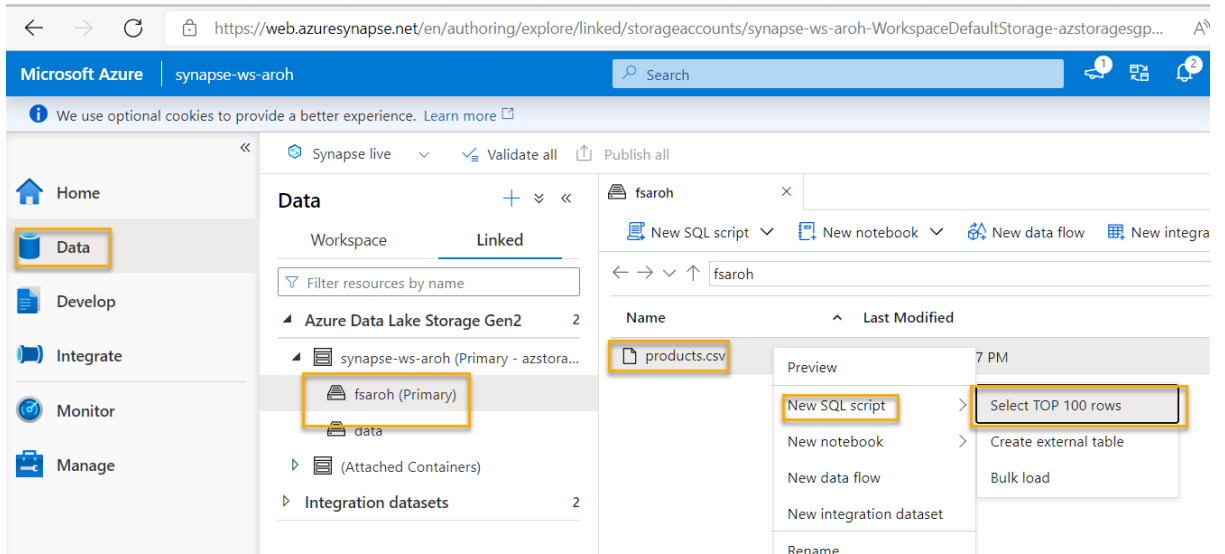 https://web.azuresynapse.net/en/authoring/explore/linked/storageaccounts/synapse-ws-aroh-WorkspaceDefaultStorage-azstoragesgp...
Microsoft Azure synapse-ws-aroh Search 1 2
We use optional cookies to provide a better experience. Learn more
Synapse live Validate all Publish all
Home
Data
Develop
Integrate
Monitor
Manage
Data
Workspace Linked
Filter resources by name
Azure Data Lake Storage Gen2 2
synapse-ws-aroh (Primary - azstora...
fsaroh (Primary)
data
(Attached Containers)
Integration datasets 2
fsaroh
New SQL script New notebook New data flow New integra
fsaroh
Name Last Modified
products.csv 7 PM
Preview
New SQL script
New notebook
New data flow
New integration dataset
Rename
Select TOP 100 rows
Create external table
Bulk load